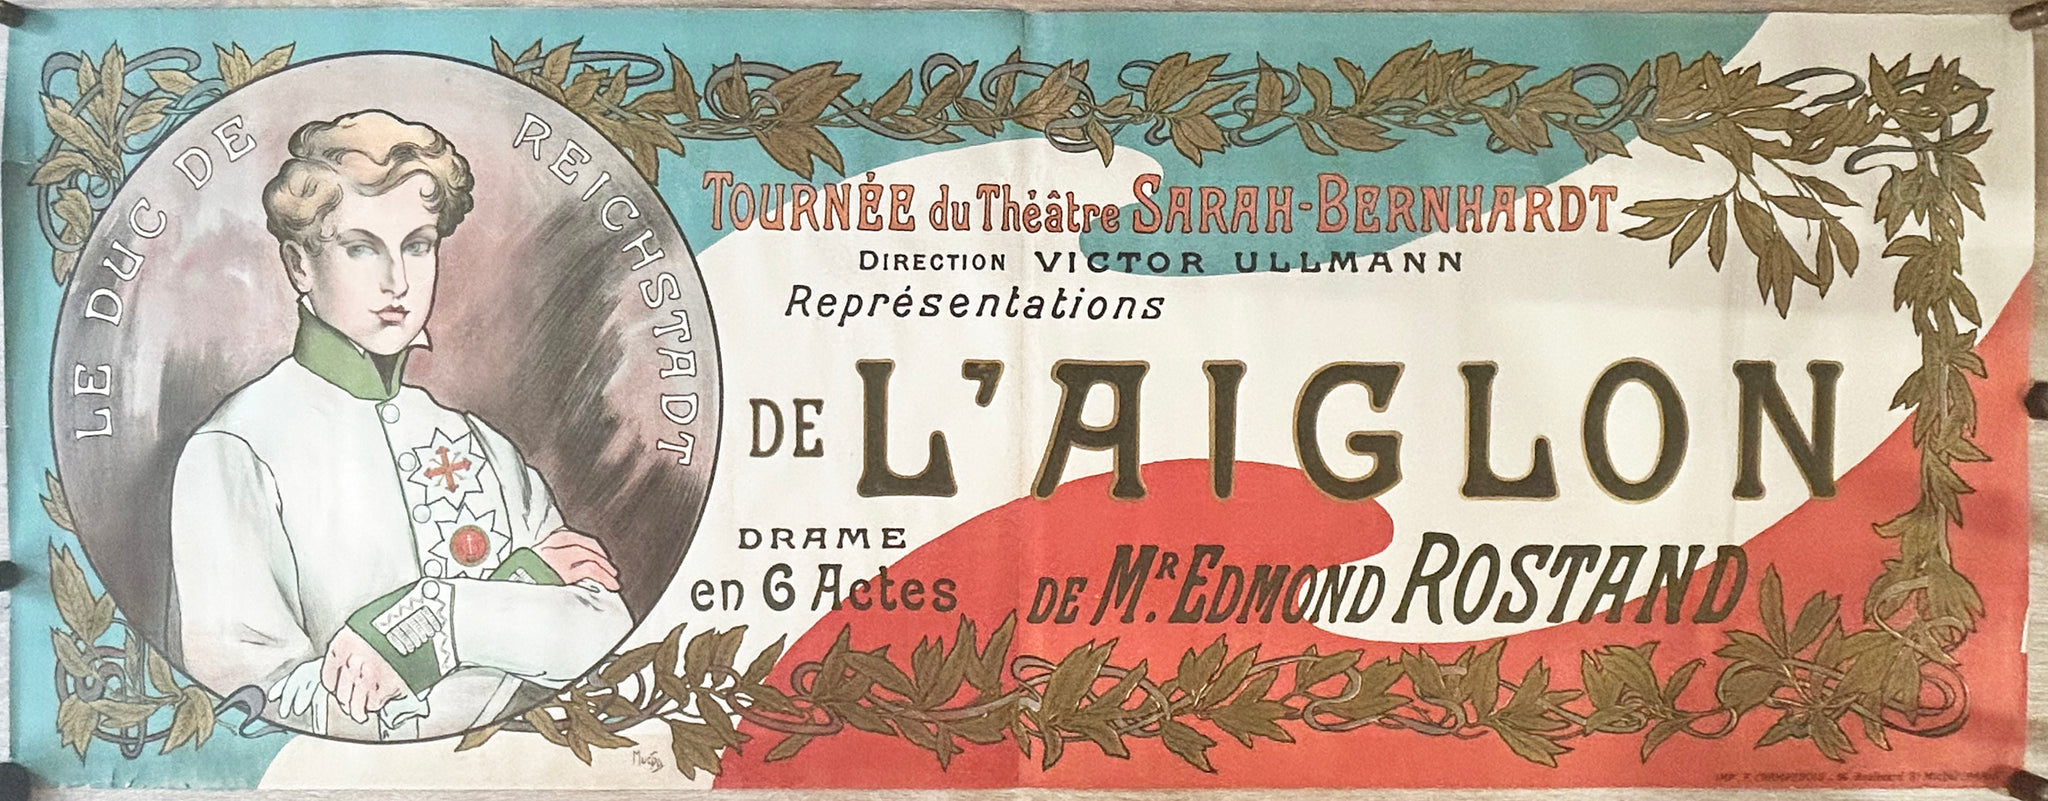 LE DUC DE REICHSTADT
TOURNÉE du Théâtre SARAH-BERNHARDT
DIRECTION VICTOR ULLMANN
Représentations
DE L'AIGLON
DRAME
en 6 Actes DE MR. EDMOND ROSTAND
Mucha